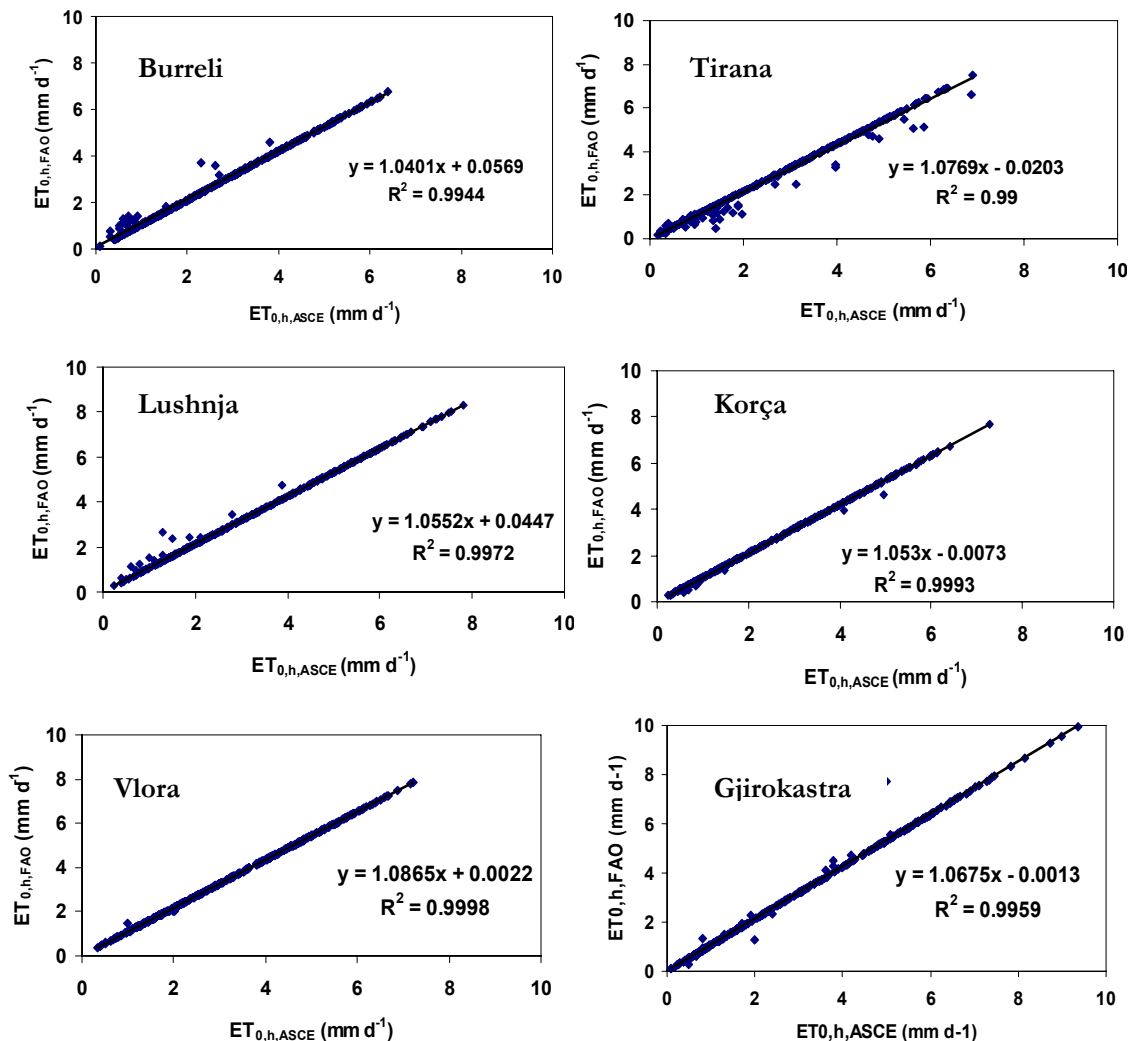 10
8
6
4
2
0
ET0,h,FAO (mm d-1)
Burreli
y = 1.0401x + 0.0569
R2 = 0.9944
0 2 4 6 8 10
ET0,h,ASCE (mm d-1)
10
8
6
4
2
0
ET0,h,FAO (mm d-1)
Tirana
y = 1.0769x - 0.0203
R2 = 0.99
0 2 4 6 8 10
ET0,h,ASCE (mm d-1)
10
8
6
4
2
0
ET0,h,FAO (mm d-1)
Lushnja
y = 1.0552x + 0.0447
R2 = 0.9972
0 2 4 6 8 10
ET0,h,ASCE (mm d-1)
10
8
6
4
2
0
ET0,h,FAO (mm d-1)
Korça
y = 1.053x - 0.0073
R2 = 0.9993
0 2 4 6 8 10
ET0,h,ASCE (mm d-1)
10
8
6
4
2
0
ET0,h,FAO (mm d-1)
Vlora
y = 1.0865x + 0.0022
R2 = 0.9998
0 2 4 6 8 10
ET0,h,ASCE (mm d-1)
10
8
6
4
2
0
ET0,h,FAO (mm d-1)
Gjirokastra
y = 1.0675x - 0.0013
R2 = 0.9959
0 2 4 6 8 10
ET0,h,ASCE (mm d-1)